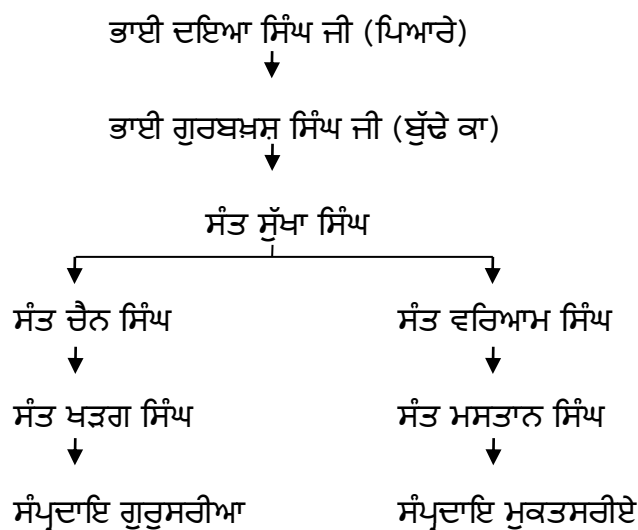 ਭਾਈ ਦਇਆ ਸਿੰਘ ਜੀ (ਪਿਆਰੇ)
ਭਾਈ ਗੁਰਬਖ਼ਸ਼ ਸਿੰਘ ਜੀ (ਬੁੱਢੇ ਕਾ)
ਸੰਤ ਸੁੱਖਾ ਸਿੰਘ
ਸੰਤ ਚੈਨ ਸਿੰਘ
ਸੰਤ ਵਰਿਆਮ ਸਿੰਘ
ਸੰਤ ਖੜਗ ਸਿੰਘ
ਸੰਤ ਮਸਤਾਨ ਸਿੰਘ
ਸੰਪ੍ਰਦਾਇ ਗੁਰੂਸਰੀਆ
ਸੰਪ੍ਰਦਾਇ ਮੁਕਤਸਰੀਏ